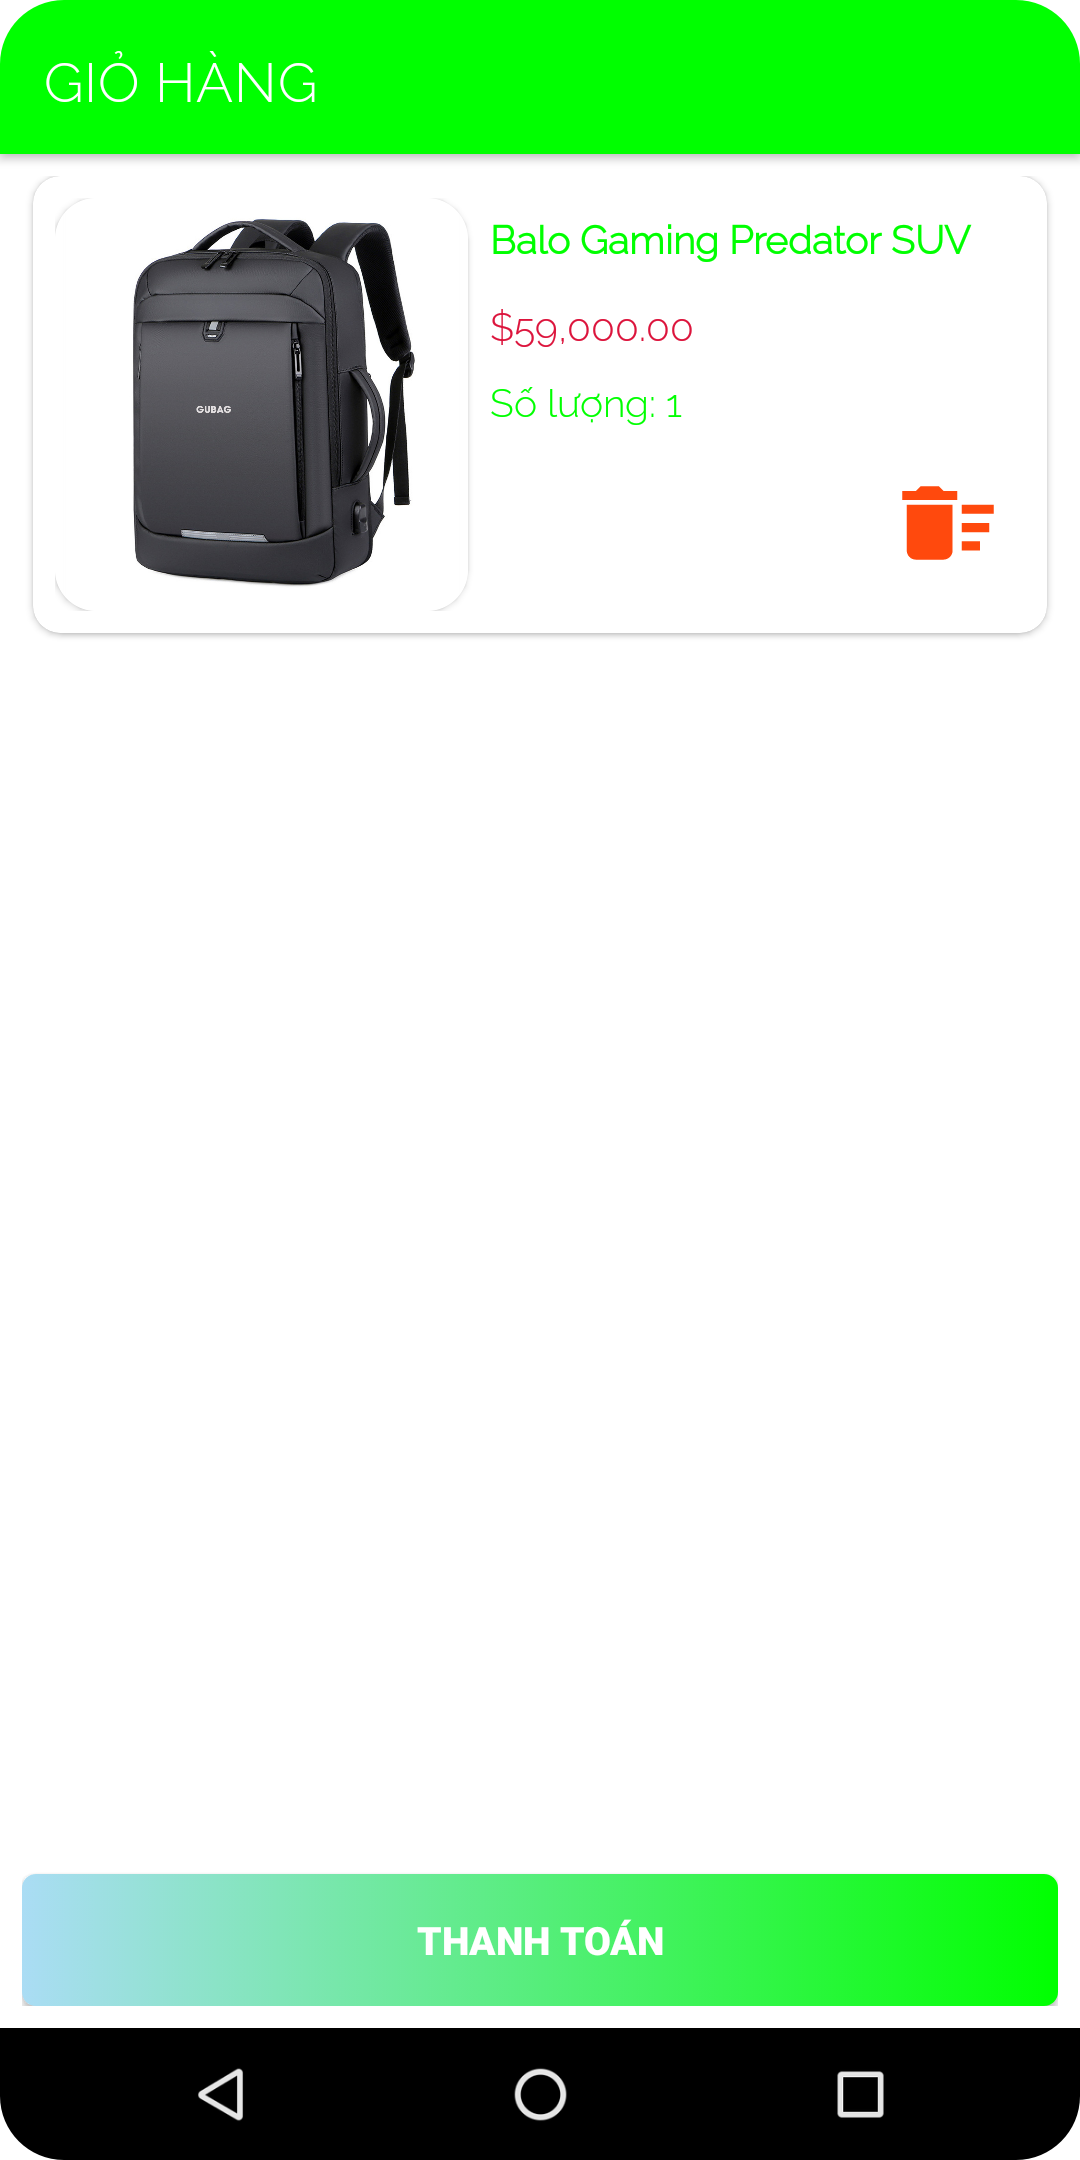 GIỎ HÀNG
Balo Gaming Predator SUV
$59,000.00
Số lượng: 1
GUBAG
THANH TOÁN